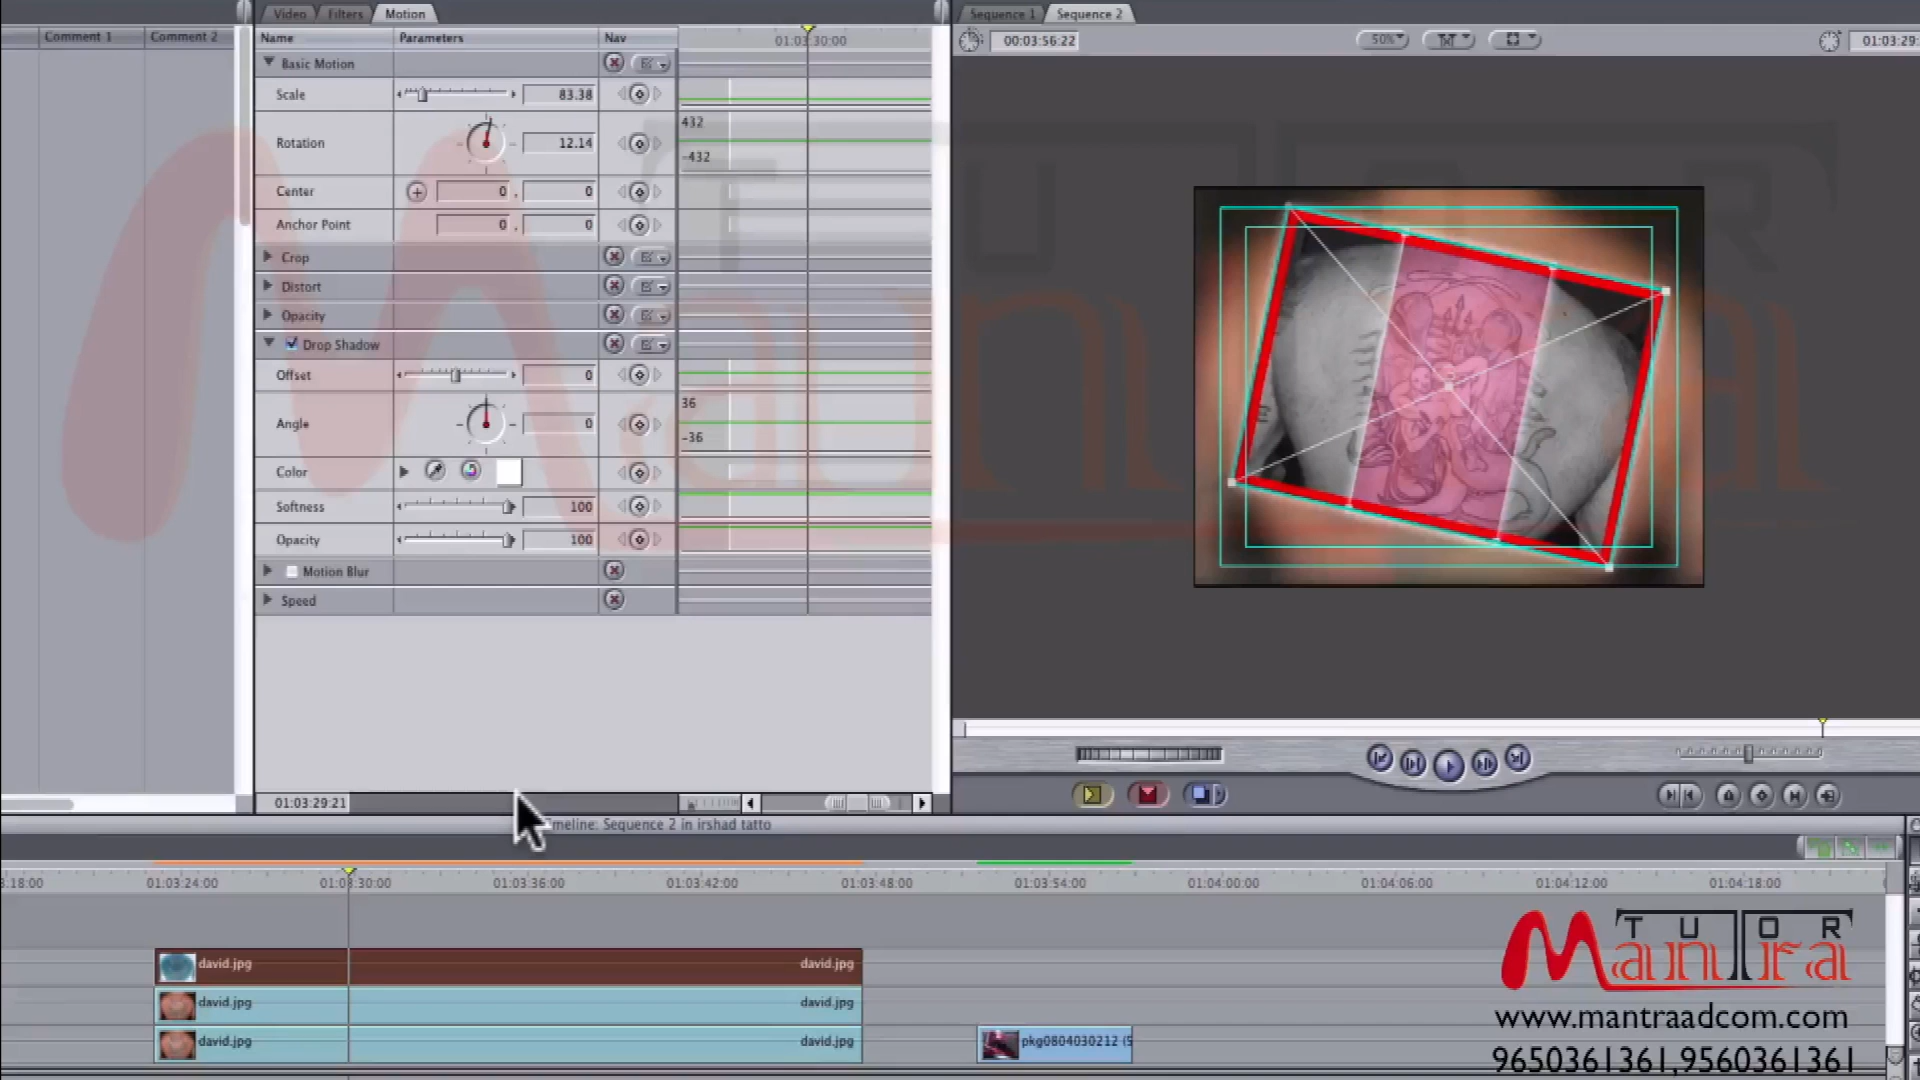 Comment 1 Comment 2
Video Filters Motion
Name Parameters Nav 01:03:30:00
Basic Motion
Scale 83.38
Rotation 12.14 432 -432
Center 0 , 0
Anchor Point 0 , 0
Crop
Distort
Opacity
Drop Shadow
Offset 0
Angle 0 36 -36
Color
Softness 100
Opacity 100
Motion Blur
Speed
01:03:29:21
Sequence 1 Sequence 2
00:03:56:22 50% 01:03:29:
meline: Sequence 2 in irshad tatto
3:18:00 01:03:24:00 01:03:30:00 01:03:36:00 01:03:42:00 01:03:48:00 01:03:54:00 01:04:00:00 01:04:06:00 01:04:12:00 01:04:18:00
david.jpg david.jpg
david.jpg david.jpg
david.jpg david.jpg pkg0804030212 (S
TUTOR
Mantra
www.mantraadcom.com
9650361361,9560361361